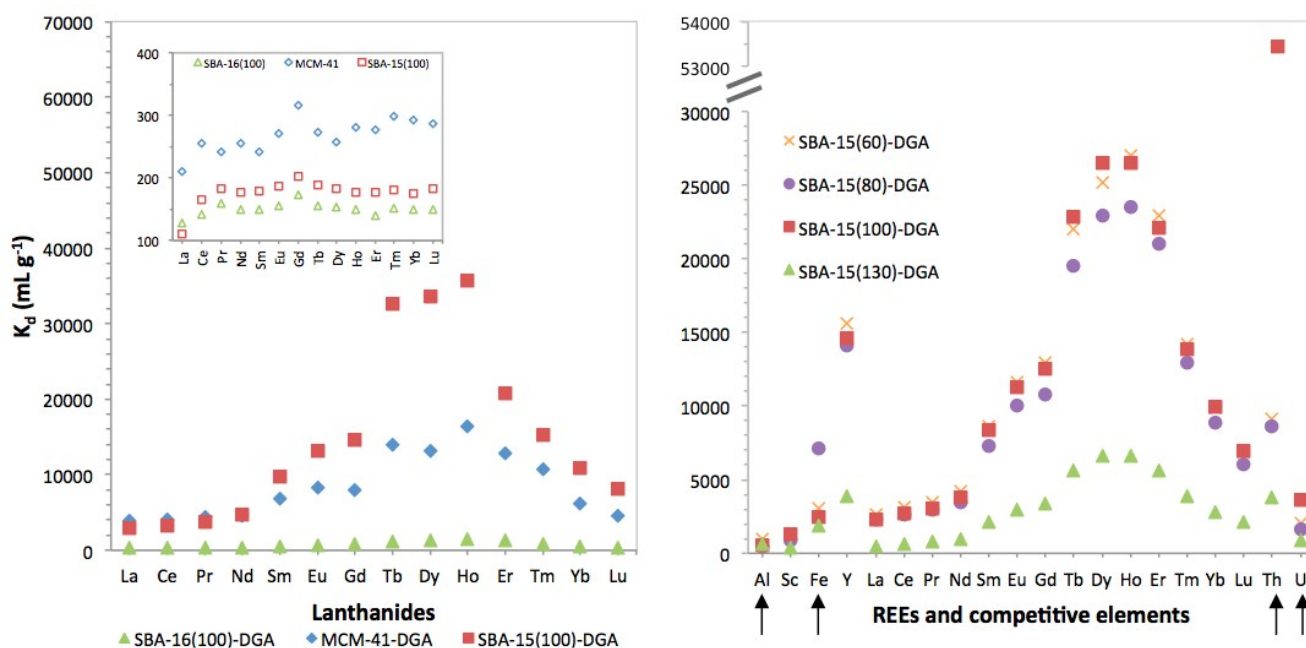 70000
60000
50000
40000
30000
20000
10000
0
Kd (mL g-1)
400
300
200
100
SBA-16(100) MCM-41 SBA-15(100)
La Ce Pr Nd Sm Eu Gd Tb Dy Ho Er Tm Yb Lu
La Ce Pr Nd Sm Eu Gd Tb Dy Ho Er Tm Yb Lu
Lanthanides
SBA-16(100)-DGA MCM-41-DGA SBA-15(100)-DGA
54000
53000
30000
25000
20000
15000
10000
5000
0
SBA-15(60)-DGA
SBA-15(80)-DGA
SBA-15(100)-DGA
SBA-15(130)-DGA
Al Sc Fe Y La Ce Pr Nd Sm Eu Gd Tb Dy Ho Er Tm Yb Lu Th U
REEs and competitive elements